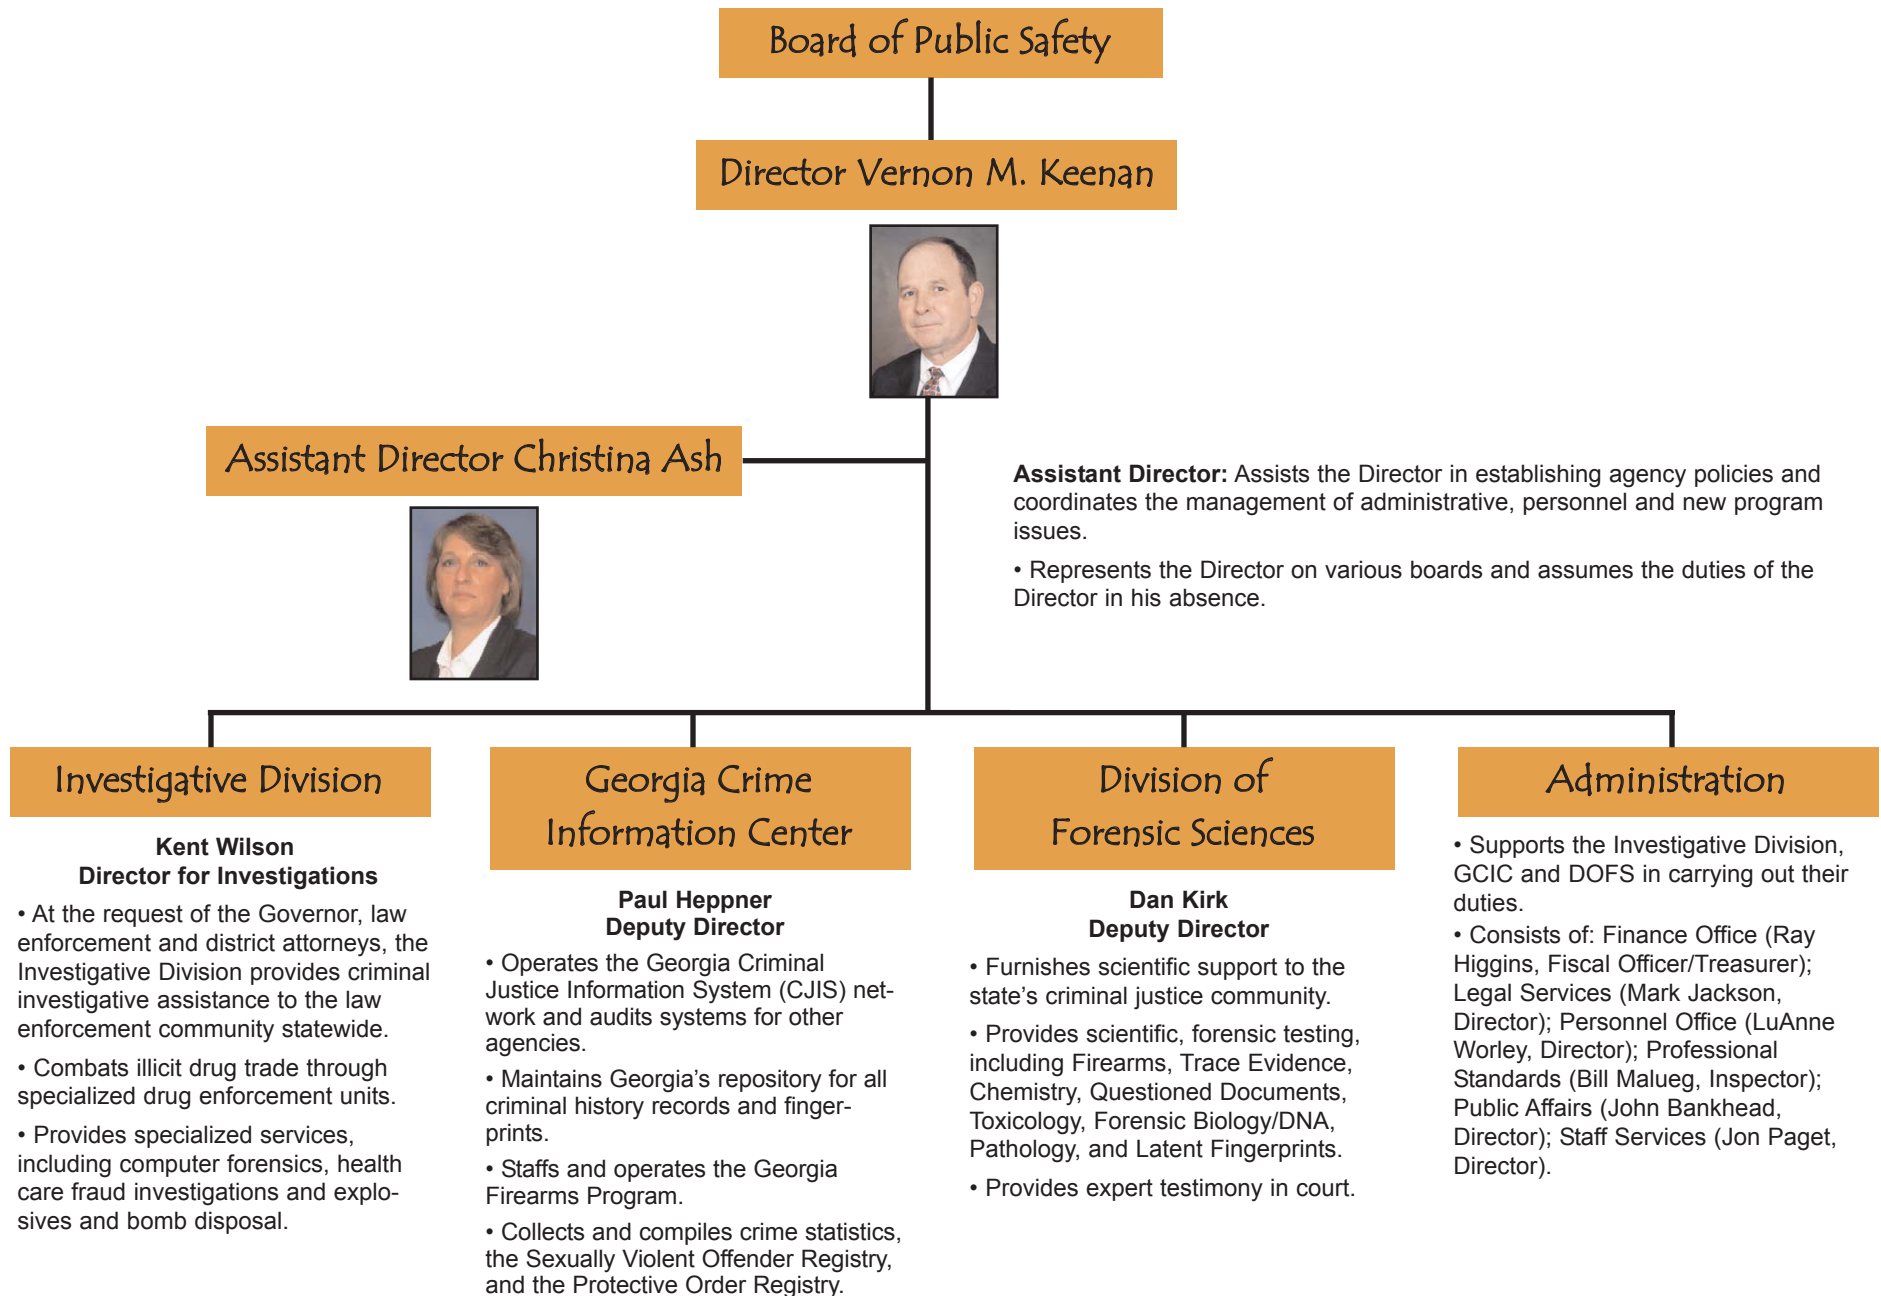 Board of Public Safety
Director Vernon M. Keenan
Assistant Director Christina Ash
Assistant Director: Assists the Director in establishing agency policies and
coordinates the management of administrative, personnel and new program
issues.
• Represents the Director on various boards and assumes the duties of the
Director in his absence.
Investigative Division
Kent Wilson
Director for Investigations
• At the request of the Governor, law
enforcement and district attorneys, the
Investigative Division provides criminal
investigative assistance to the law
enforcement community statewide.
• Combats illicit drug trade through
specialized drug enforcement units.
• Provides specialized services,
including computer forensics, health
care fraud investigations and explo-
sives and bomb disposal.
Georgia Crime
Information Center
Paul Heppner
Deputy Director
• Operates the Georgia Criminal
Justice Information System (CJIS) net-
work and audits systems for other
agencies.
• Maintains Georgia’s repository for all
criminal history records and finger-
prints.
• Staffs and operates the Georgia
Firearms Program.
• Collects and compiles crime statistics,
the Sexually Violent Offender Registry,
and the Protective Order Registry.
Division of
Forensic Sciences
Dan Kirk
Deputy Director
• Furnishes scientific support to the
state’s criminal justice community.
• Provides scientific, forensic testing,
including Firearms, Trace Evidence,
Chemistry, Questioned Documents,
Toxicology, Forensic Biology/DNA,
Pathology, and Latent Fingerprints.
• Provides expert testimony in court.
Administration
• Supports the Investigative Division,
GCIC and DOFS in carrying out their
duties.
• Consists of: Finance Office (Ray
Higgins, Fiscal Officer/Treasurer);
Legal Services (Mark Jackson,
Director); Personnel Office (LuAnne
Worley, Director); Professional
Standards (Bill Malueg, Inspector);
Public Affairs (John Bankhead,
Director); Staff Services (Jon Paget,
Director).